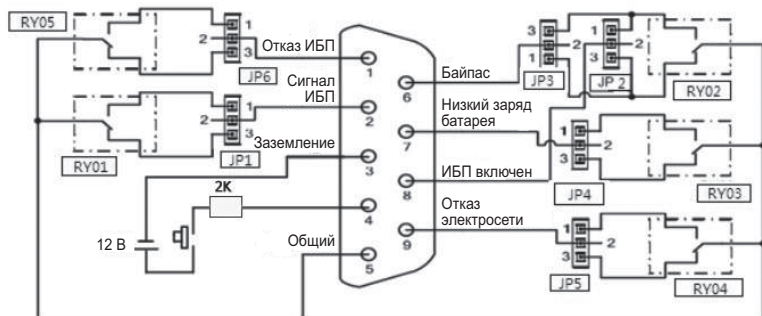 RY05
1
2
3
JP6
Отказ ИБП
Сигнал
ИБП
1
2
3
JP1
RY01
Заземление
2K
12 В
Общий
1
2
3
4
5
6
7
8
9
Байпас
Низкий заряд
батарея
ИБП включен
Отказ
электросети
3
2
1
JP3
1
2
3
JP 2
RY02
1
2
3
JP4
RY03
1
2
3
JP5
RY04